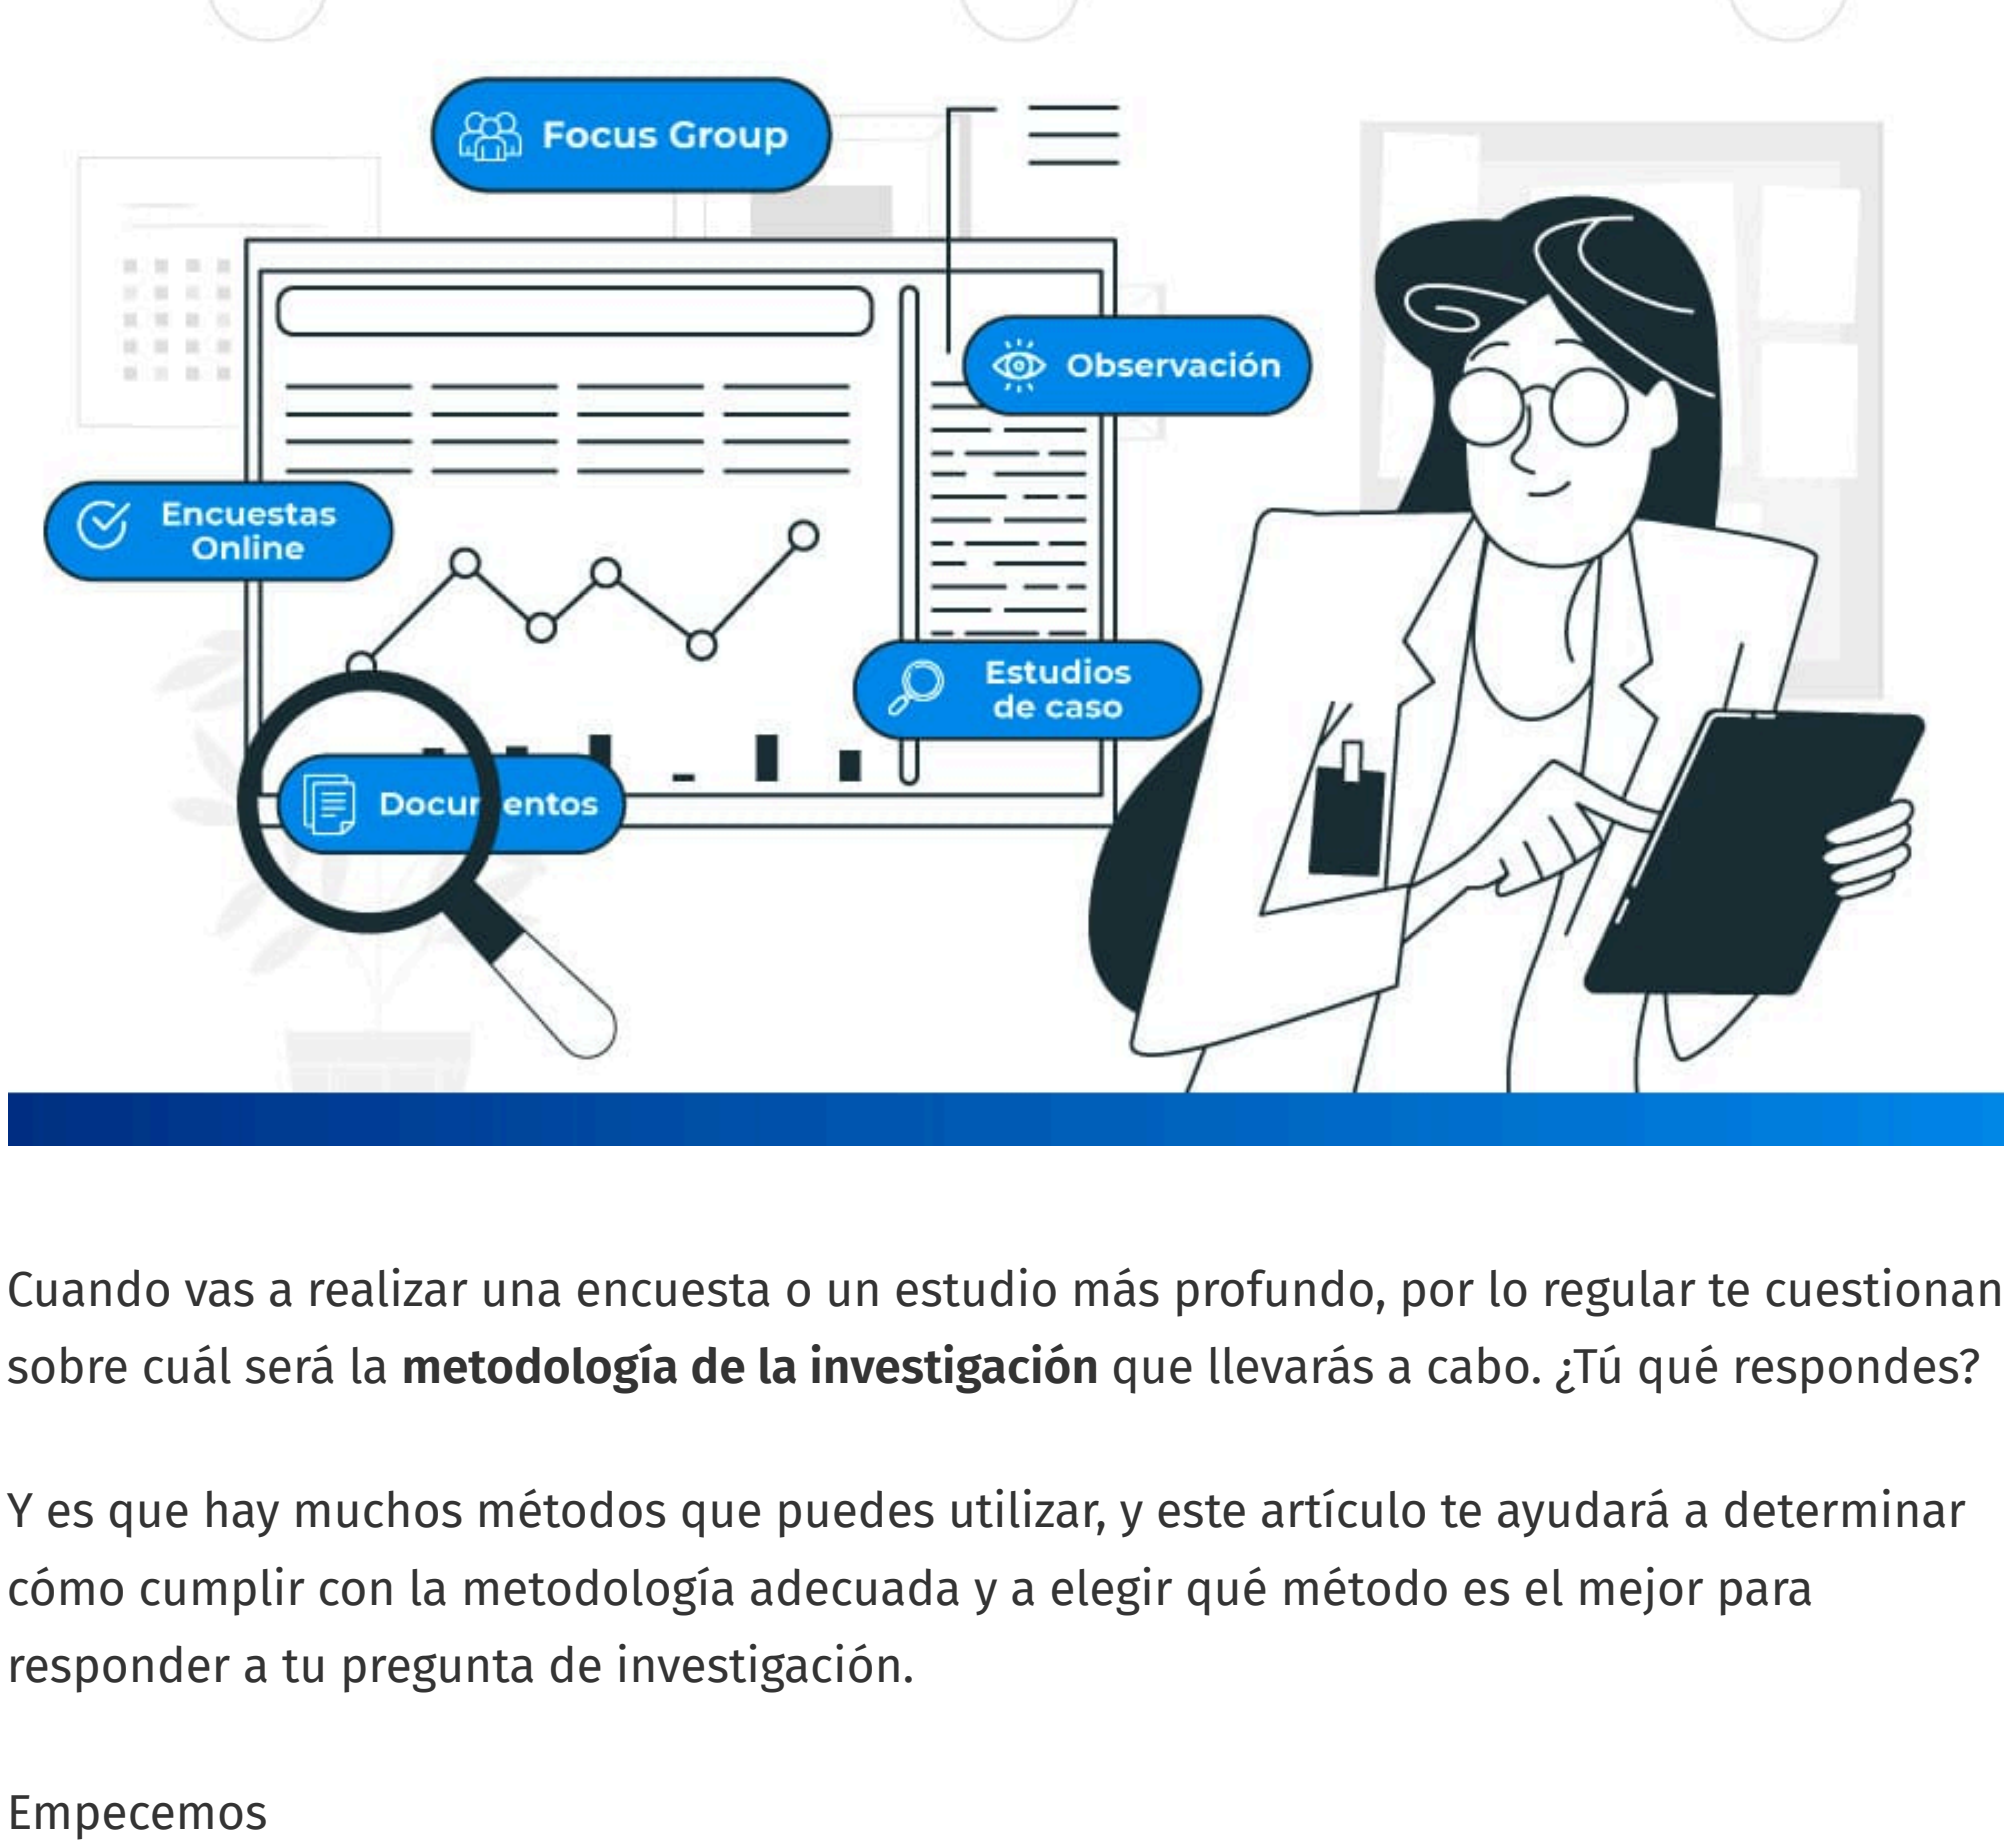 Focus Group
Observación
Encuestas
Online
Estudios
de caso
Documentos
Cuando vas a realizar una encuesta o un estudio más profundo, por lo regular te cuestionan
sobre cuál será la metodología de la investigación que llevarás a cabo. ¿Tú qué respondes?
Y es que hay muchos métodos que puedes utilizar, y este artículo te ayudará a determinar
cómo cumplir con la metodología adecuada y a elegir qué método es el mejor para
responder a tu pregunta de investigación.
Empecemos